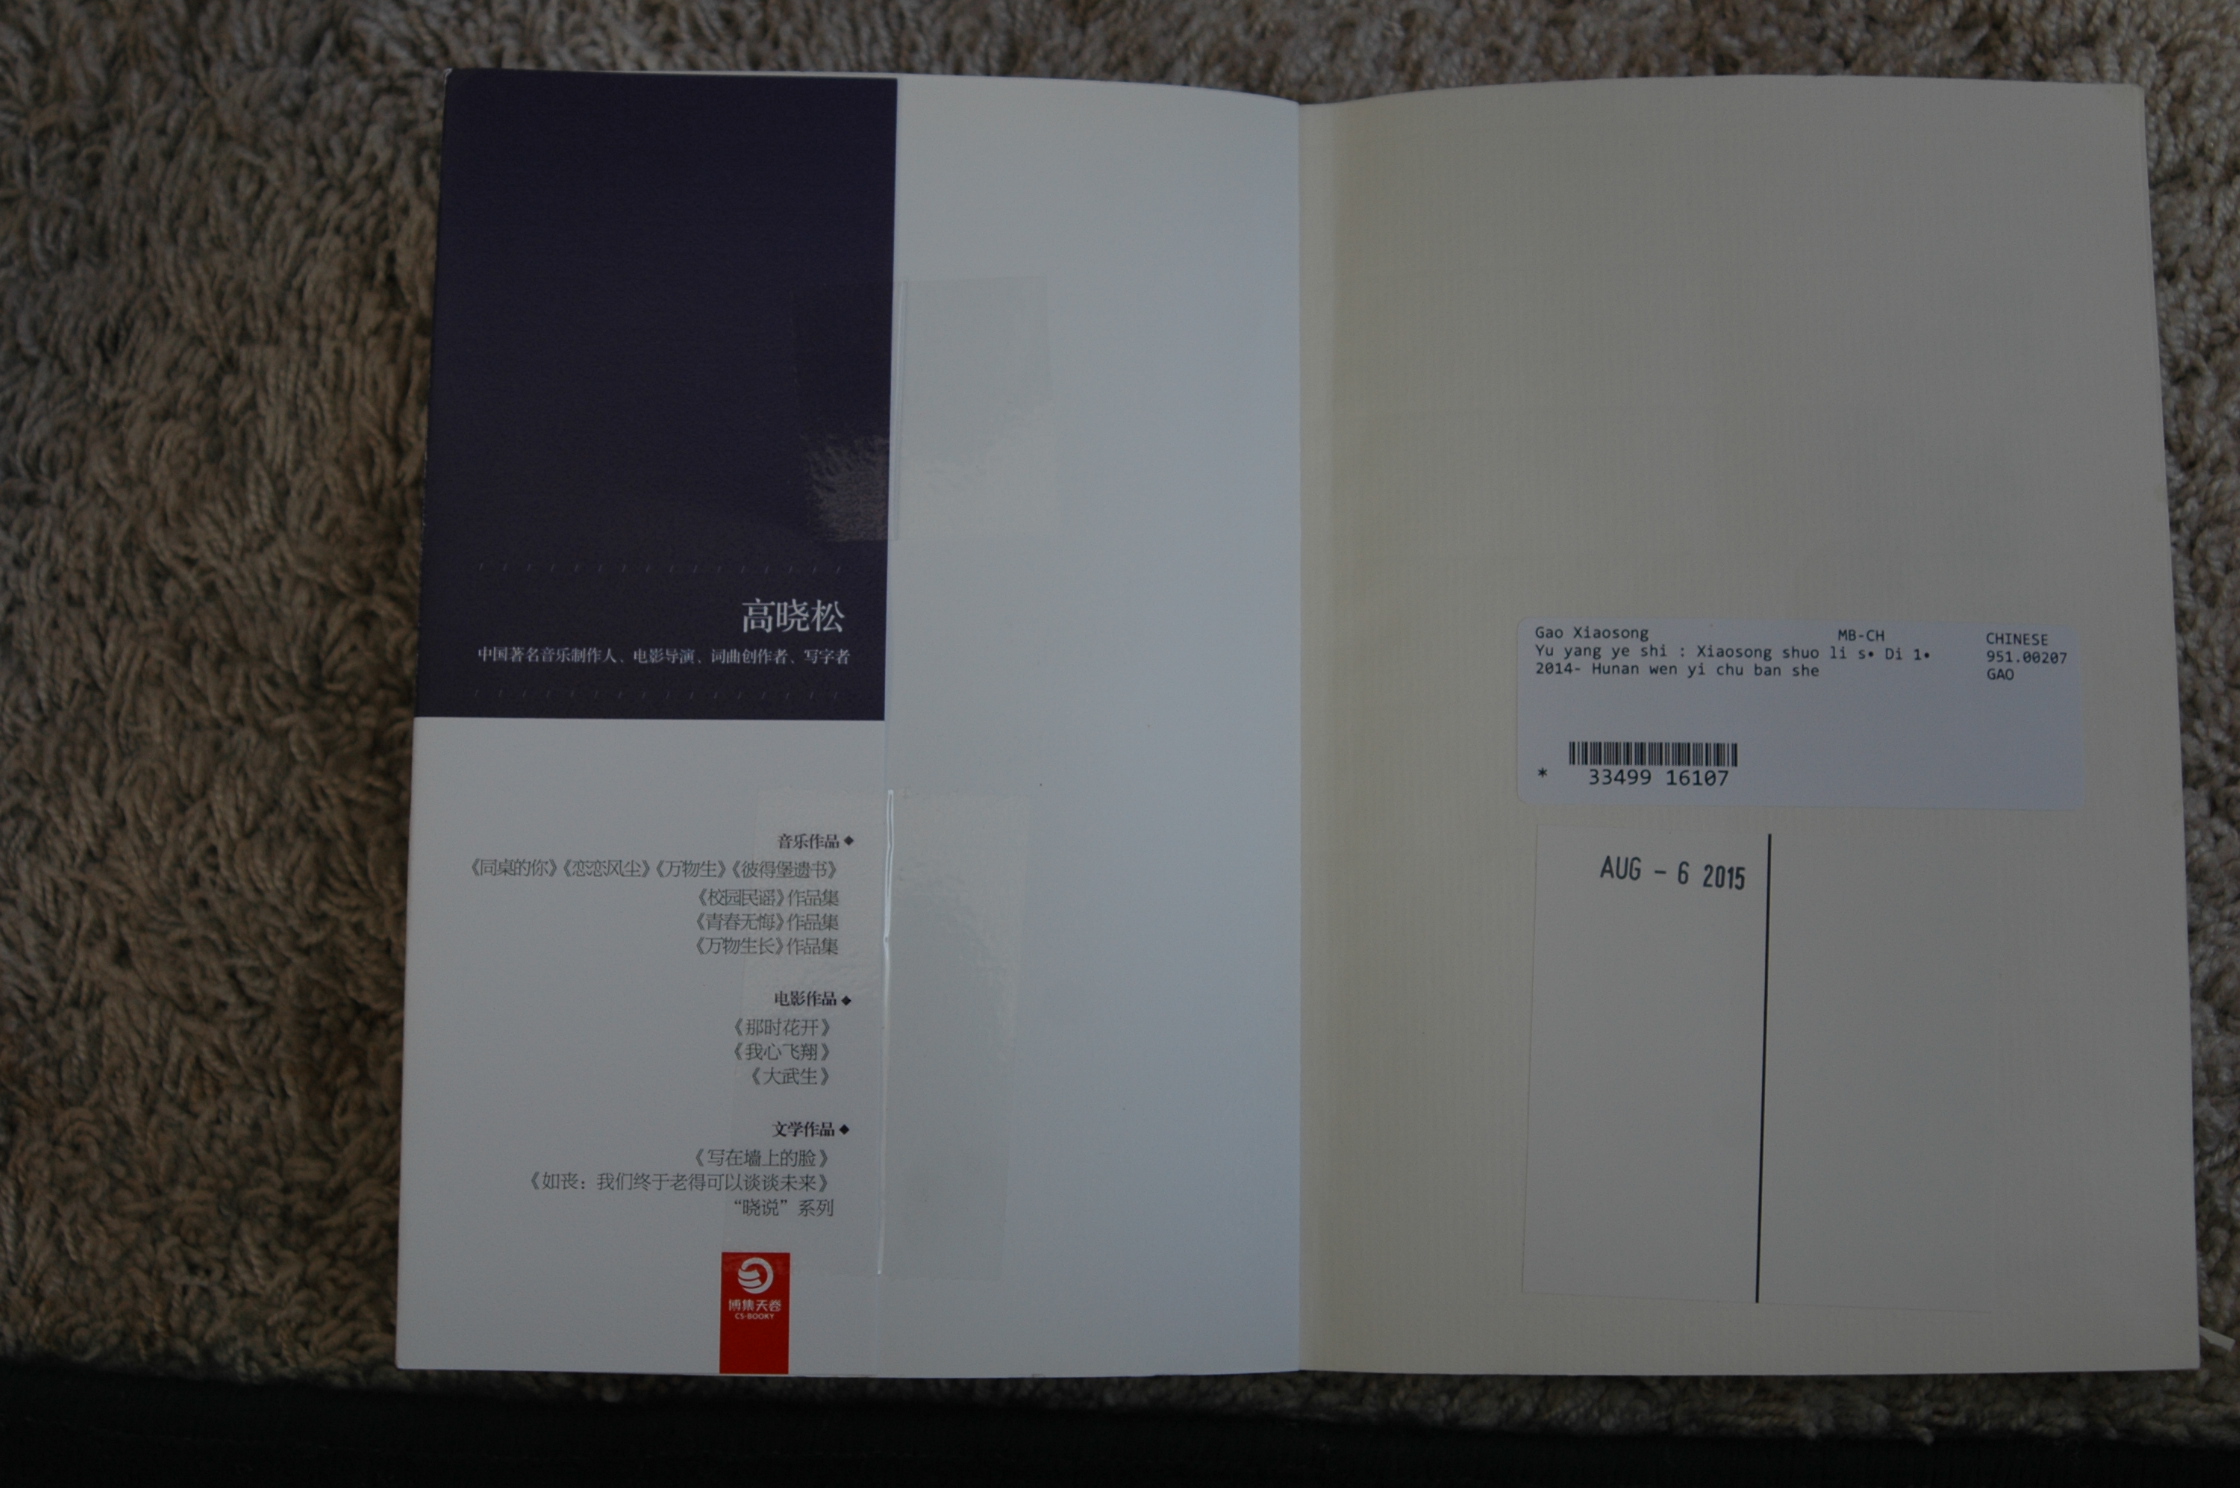 高晓松
中国著名音乐制作人、电影导演、词曲创作者、写字者
音乐作品◆
《同桌的你》《恋恋风尘》《万物生》《彼得堡遗书》
《校园民谣》作品集
《青春无悔》作品集
《万物生长》作品集
电影作品◆
《那时花开》
《我心飞翔》
《大武生》
文学作品◆
《写在墙上的脸》
《如丧：我们终于老得可以谈谈未来》
“晓说”系列
博集天卷
CS-BOOKY
Gao Xiaosong MB-CH CHINESE
Yu yang ye shi : Xiaosong shuo li s• Di 1• 951.00207
2014- Hunan wen yi chu ban she GAO
* 33499 16107
AUG - 6 2015